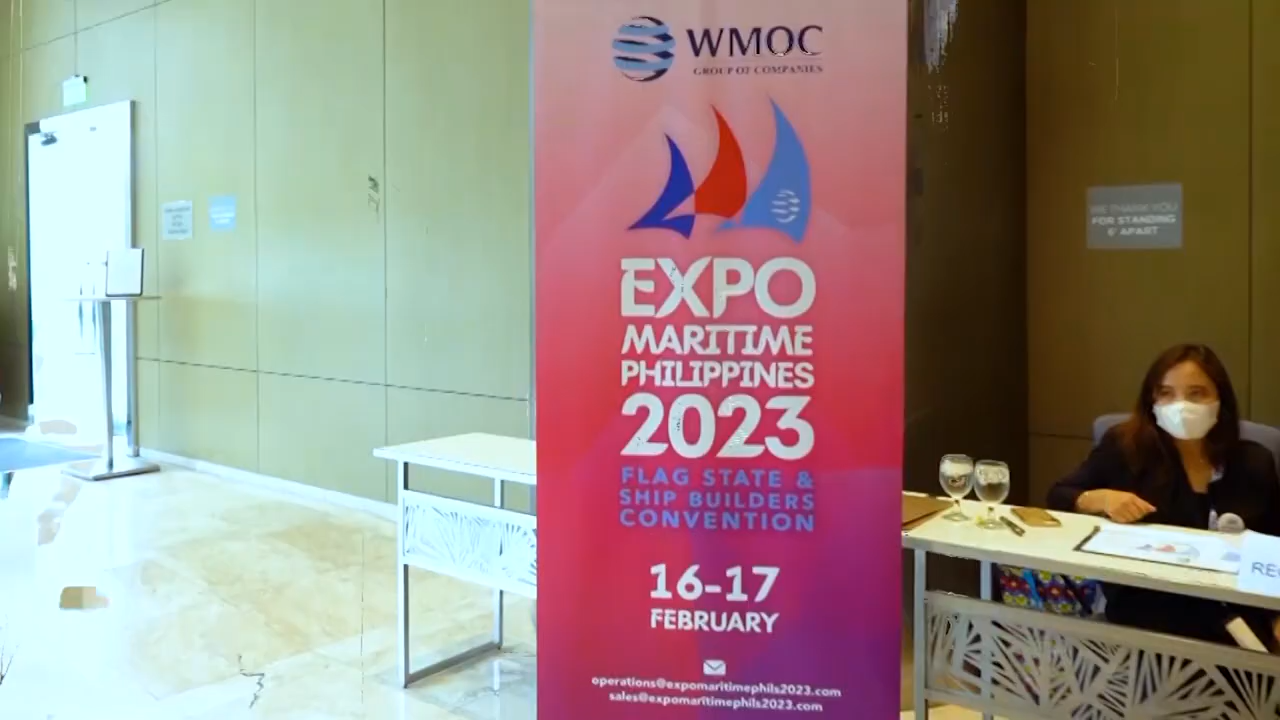 WMOC
GROUP OF COMPANIES
EXPO
MARITIME
PHILIPPINES
2023
FLAG STATE &
SHIP BUILDERS
CONVENTION
16-17
FEBRUARY
operations@expomaritimephils2023.com
sales@expomaritimephils2023.com
WE THANK YOU
FOR STANDING
6' APART